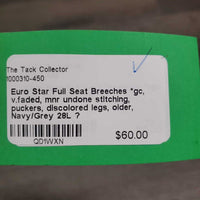 The Tack Collector
1000310-450
Euro Star Full Seat Breeches *gc,
v.faded, mnr undone stitching,
puckers, discolored legs, older,
Navy/Grey 28L ?
$60.00
QD1WXN